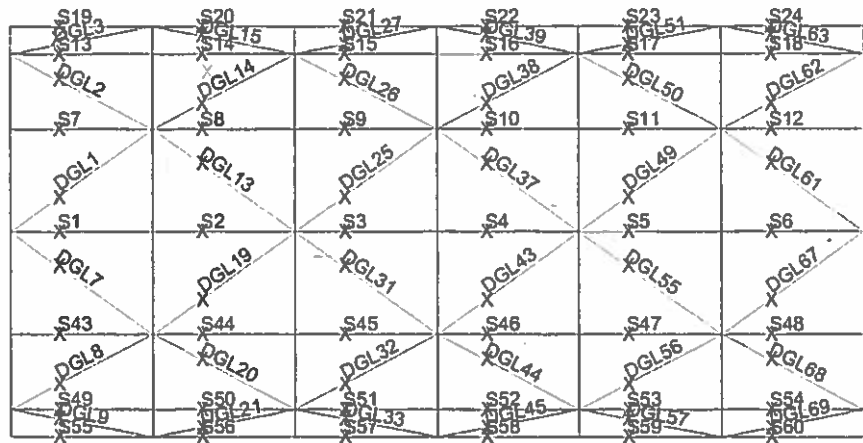 S19 S20 S21 S22 S23 S24
DGL3 DGL15 DGL27 DGL39 DGL51 DGL63
S13 S14 S15 S16 S17 S18
DGL2 DGL14 DGL26 DGL38 DGL50 DGL62
S7 S8 S9 S10 S11 S12
DGL1 DGL13 DGL25 DGL37 DGL49 DGL61
S1 S2 S3 S4 S5 S6
DGL7 DGL19 DGL31 DGL43 DGL55 DGL67
S43 S44 S45 S46 S47 S48
DGL8 DGL20 DGL32 DGL44 DGL56 DGL68
S49 S50 S51 S52 S53 S54
DGL9 DGL21 DGL33 DGL45 DGL57 DGL69
S55 S56 S57 S58 S59 S60